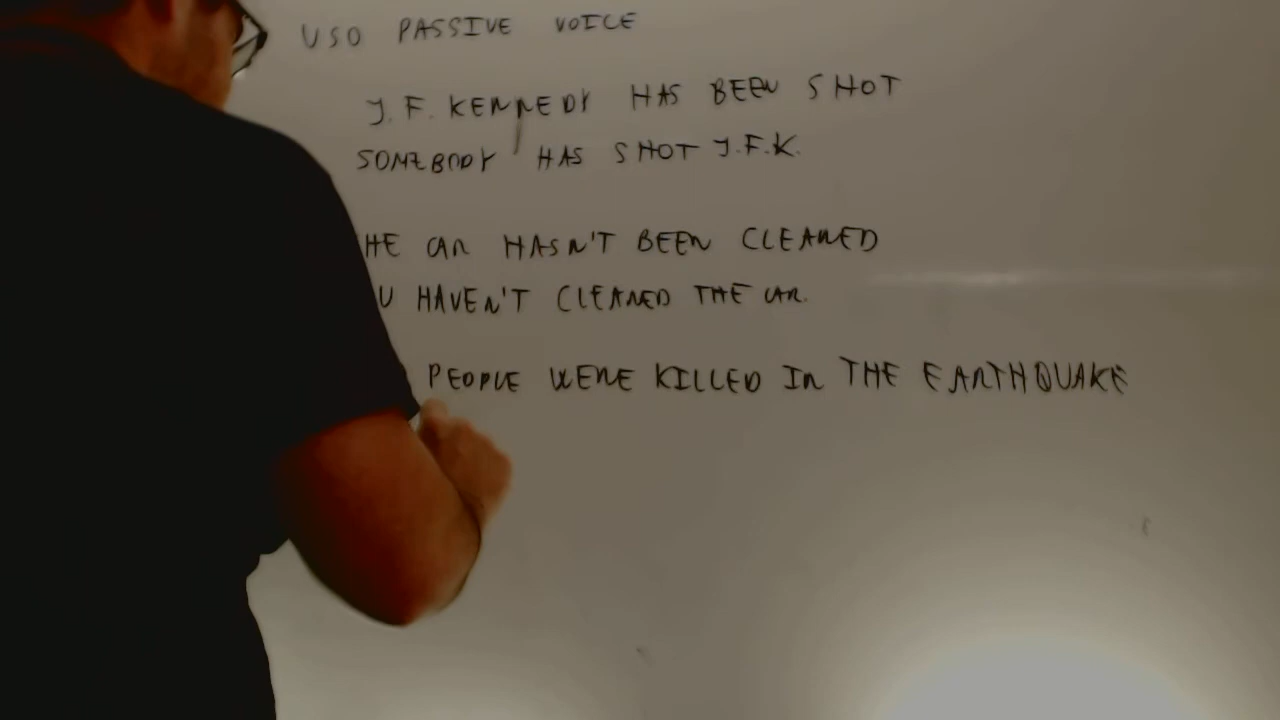 USO PASSIVE VOICE
J.F. KENNEDY HAS BEEN SHOT
SOMEBODY HAS SHOT J.F.K.
HE CAR HASN'T BEEN CLEANED
U HAVEN'T CLEANED THE CAR.
PEOPLE WERE KILLED IN THE EARTHQUAKE